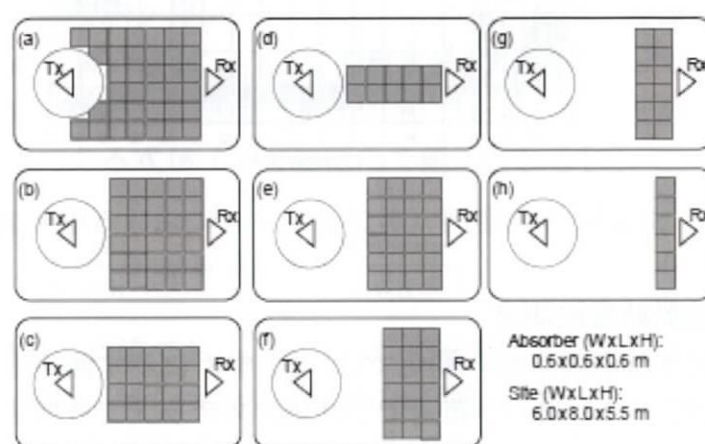 (a)
Tx
Rx
(d)
Tx
Rx
(g)
Tx
Rx
(b)
Tx
Rx
(e)
Tx
Rx
(h)
Tx
(c)
Tx
Rx
(f)
Tx
Rx
Absorber (WxLxH):
0.6x0.6x0.6 m
Site (WxLxH):
6.0x8.0x5.5 m